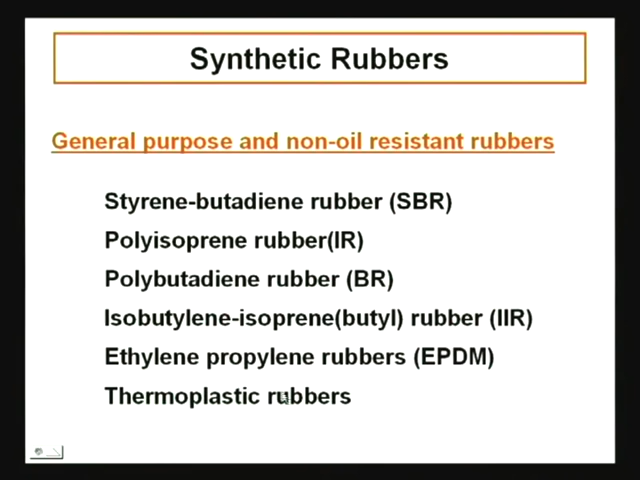 Synthetic Rubbers
General purpose and non-oil resistant rubbers
Styrene-butadiene rubber (SBR)
Polyisoprene rubber(IR)
Polybutadiene rubber (BR)
Isobutylene-isoprene(butyl) rubber (IIR)
Ethylene propylene rubbers (EPDM)
Thermoplastic rubbers